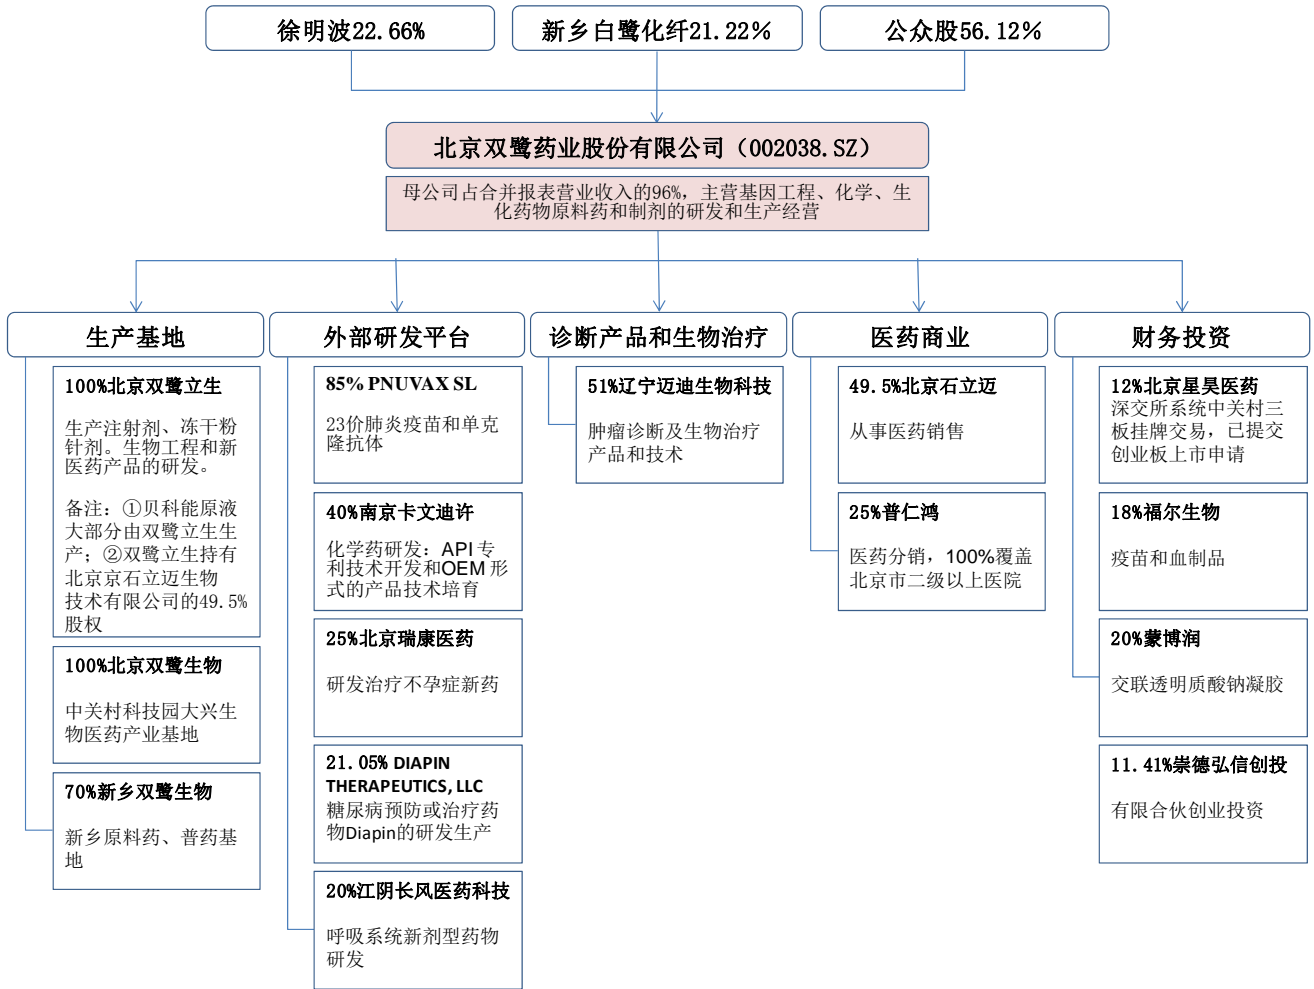 徐明波22.66%
新乡白鹭化纤21.22%
公众股56.12%
北京双鹭药业股份有限公司（002038.SZ）
母公司占合并报表营业收入的96%，主营基因工程、化学、生
化药物原料药和制剂的研发和生产经营
生产基地
100%北京双鹭立生
生产注射剂、冻干粉
针剂。生物工程和新
医药产品的研发。
备注：①贝科能原液
大部分由双鹭立生生
产；②双鹭立生持有
北京京石立迈生物
技术有限公司的49.5%
股权
100%北京双鹭生物
中关村科技园大兴生
物医药产业基地
70%新乡双鹭生物
新乡原料药、普药基
地
外部研发平台
85% PNUVAX SL
23价肺炎疫苗和单克
隆抗体
40%南京卡文迪许
化学药研发：API专
利技术开发和OEM形
式的产品技术培育
25%北京瑞康医药
研发治疗不孕症新药
21.05% DIAPIN
THERAPEUTICS, LLC
糖尿病预防或治疗药
物Diapin的研发生产
20%江阴长风医药科技
呼吸系统新剂型药物
研发
诊断产品和生物治疗
51%辽宁迈迪生物科技
肿瘤诊断及生物治疗
产品和技术
医药商业
49.5%北京石立迈
从事医药销售
25%普仁鸿
医药分销，100%覆盖
北京市二级以上医院
财务投资
12%北京星昊医药
深交所系统中关村三
板挂牌交易，已提交
创业板上市申请
18%福尔生物
疫苗和血制品
20%蒙博润
交联透明质酸钠凝胶
11.41%崇德弘信创投
有限合伙创业投资